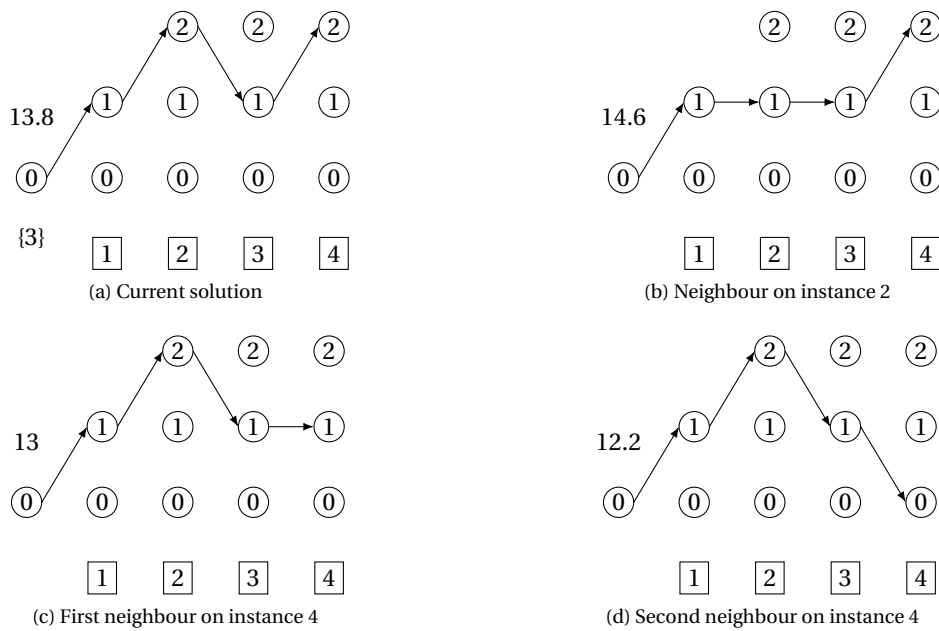 2 2 2
13.8 1 1 1 1
0 0 0 0 0
{3} 1 2 3 4
(a) Current solution
2 2 2
14.6 1 1 1 1
0 0 0 0 0
1 2 3 4
(b) Neighbour on instance 2
2 2 2
13 1 1 1 1
0 0 0 0 0
1 2 3 4
(c) First neighbour on instance 4
2 2 2
12.2 1 1 1 1
0 0 0 0 0
1 2 3 4
(d) Second neighbour on instance 4